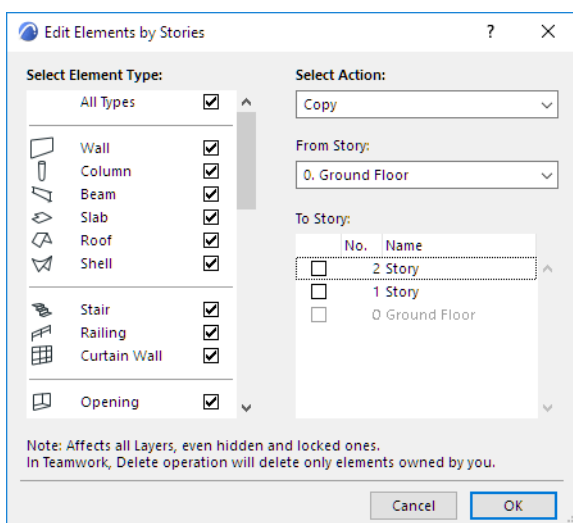 Edit Elements by Stories
?
Select Element Type:
All Types
Wall
Column
Beam
Slab
Roof
Shell
Stair
Railing
Curtain Wall
Opening
Select Action:
Copy
From Story:
0. Ground Floor
To Story:
No. Name
2 Story
1 Story
0 Ground Floor
Note: Affects all Layers, even hidden and locked ones.
In Teamwork, Delete operation will delete only elements owned by you.
Cancel OK